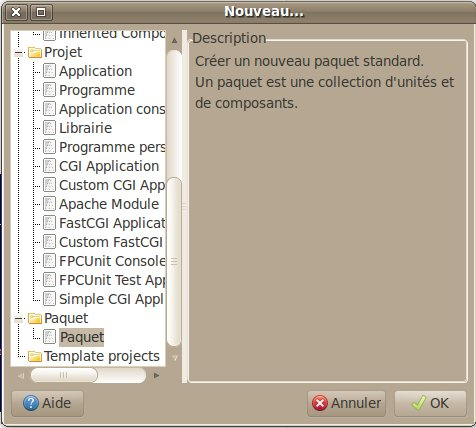 Nouveau...
Inherited Compo
Projet
Application
Programme
Application cons
Librairie
Programme pers
CGI Application
Custom CGI App
Apache Module
FastCGI Applicat
Custom FastCGI
FPCUnit Console
FPCUnit Test App
Simple CGI Appl
Paquet
Paquet
Template projects
Description
Créer un nouveau paquet standard.
Un paquet est une collection d'unités et
de composants.
Aide
Annuler
OK